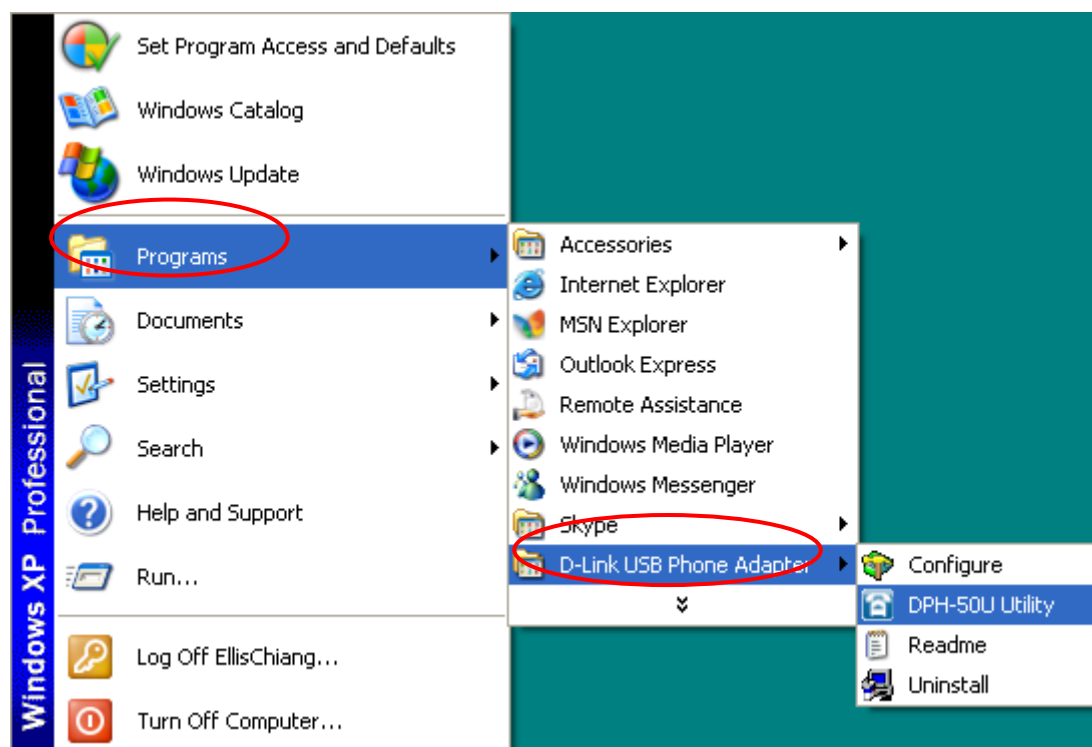 Set Program Access and Defaults
Windows Catalog
Windows Update
Programs
Documents
Settings
Search
Help and Support
Run...
Log Off EllisChiang...
Turn Off Computer...
Windows XP Professional
Accessories
Internet Explorer
MSN Explorer
Outlook Express
Remote Assistance
Windows Media Player
Windows Messenger
Skype
D-Link USB Phone Adapter
Configure
DPH-50U Utility
Readme
Uninstall